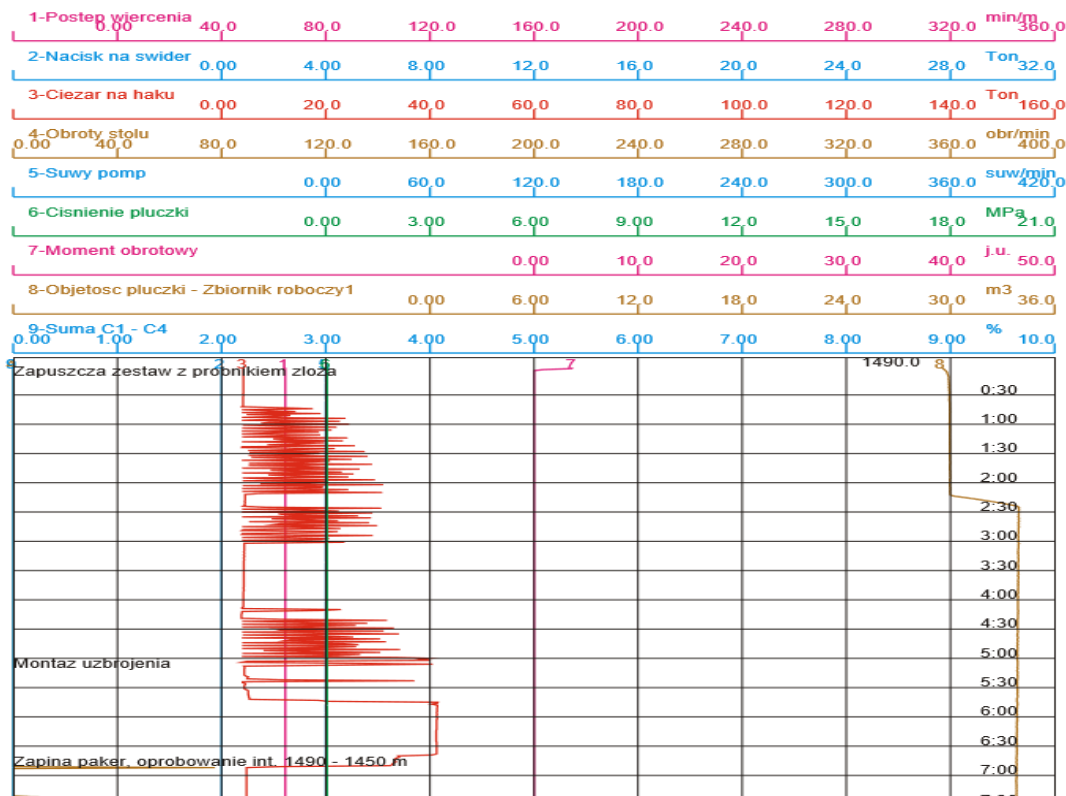 1-Postep wiercenia min/m
0.00 40.0 80.0 120.0 160.0 200.0 240.0 280.0 320.0 360.0
2-Nacisk na swider Ton
0.00 4.00 8.00 12.0 16.0 20.0 24.0 28.0 32.0
3-Ciezar na haku Ton
0.00 20.0 40.0 60.0 80.0 100.0 120.0 140.0 160.0
4-Obroty stolu obr/min
0.00 40.0 80.0 120.0 160.0 200.0 240.0 280.0 320.0 360.0 400.0
5-Suwy pomp suw/min
0.00 60.0 120.0 180.0 240.0 300.0 360.0 420.0
6-Cisnienie pluczki MPa
0.00 3.00 6.00 9.00 12.0 15.0 18.0 21.0
7-Moment obrotowy j.u.
0.00 10.0 20.0 30.0 40.0 50.0
8-Objetosc pluczki - Zbiornik roboczy1 m3
0.00 6.00 12.0 18.0 24.0 30.0 36.0
9-Suma C1 - C4 %
0.00 1.00 2.00 3.00 4.00 5.00 6.00 7.00 8.00 9.00 10.0
2 3 1 7 1490.0 8
Zapuszcza zestaw z probnikiem zloza
0:30
1:00
1:30
2:00
2:30
3:00
3:30
4:00
4:30
5:00
Montaz uzbrojenia
5:30
6:00
6:30
Zapina paker, oprobowanie int. 1490 - 1450 m
7:00